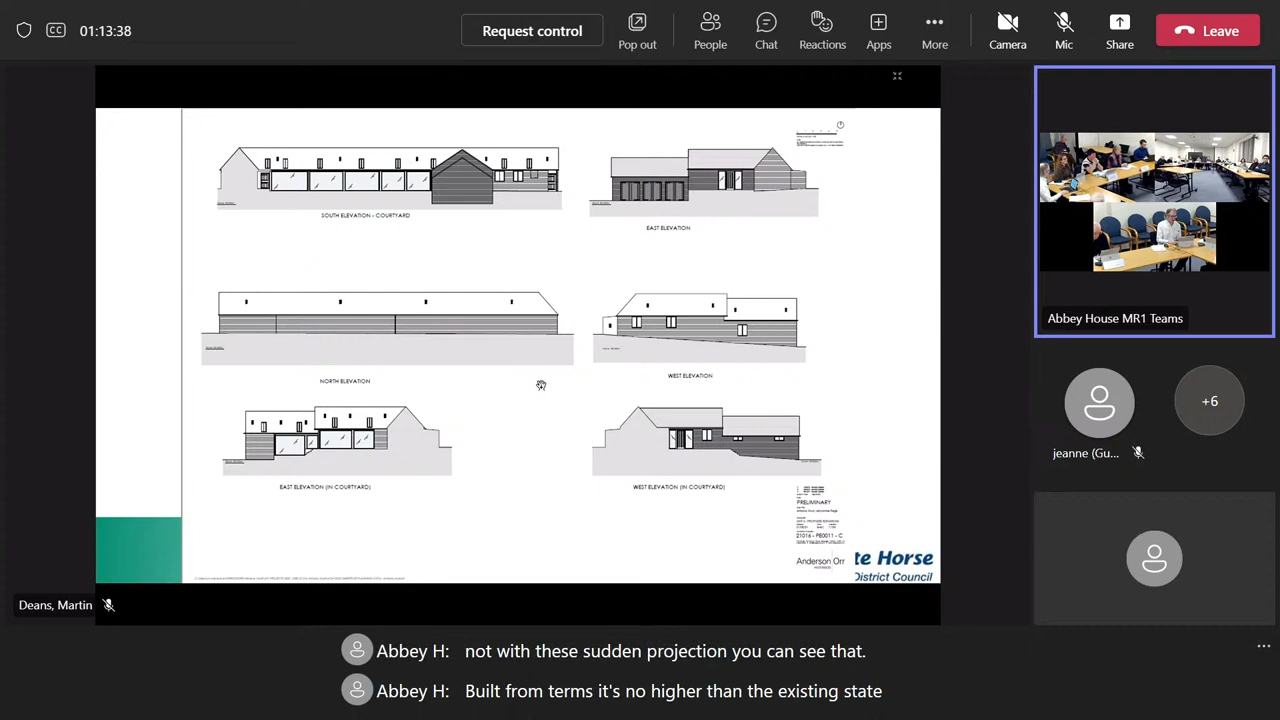 01:13:38
Request control
Pop out
People
Chat
Reactions
Apps
More
Camera
Mic
Share
Leave
SOUTH ELEVATION - COURTYARD
EAST ELEVATION
NORTH ELEVATION
WEST ELEVATION
EAST ELEVATION (IN COURTYARD)
WEST ELEVATION (IN COURTYARD)
PRELIMINARY
21016 - PE0011 - C
Anderson Orr
te Horse
District Council
Abbey House MR1 Teams
+6
jeanne (Gu...
Deans, Martin
Abbey H: not with these sudden projection you can see that.
Abbey H: Built from terms it's no higher than the existing state